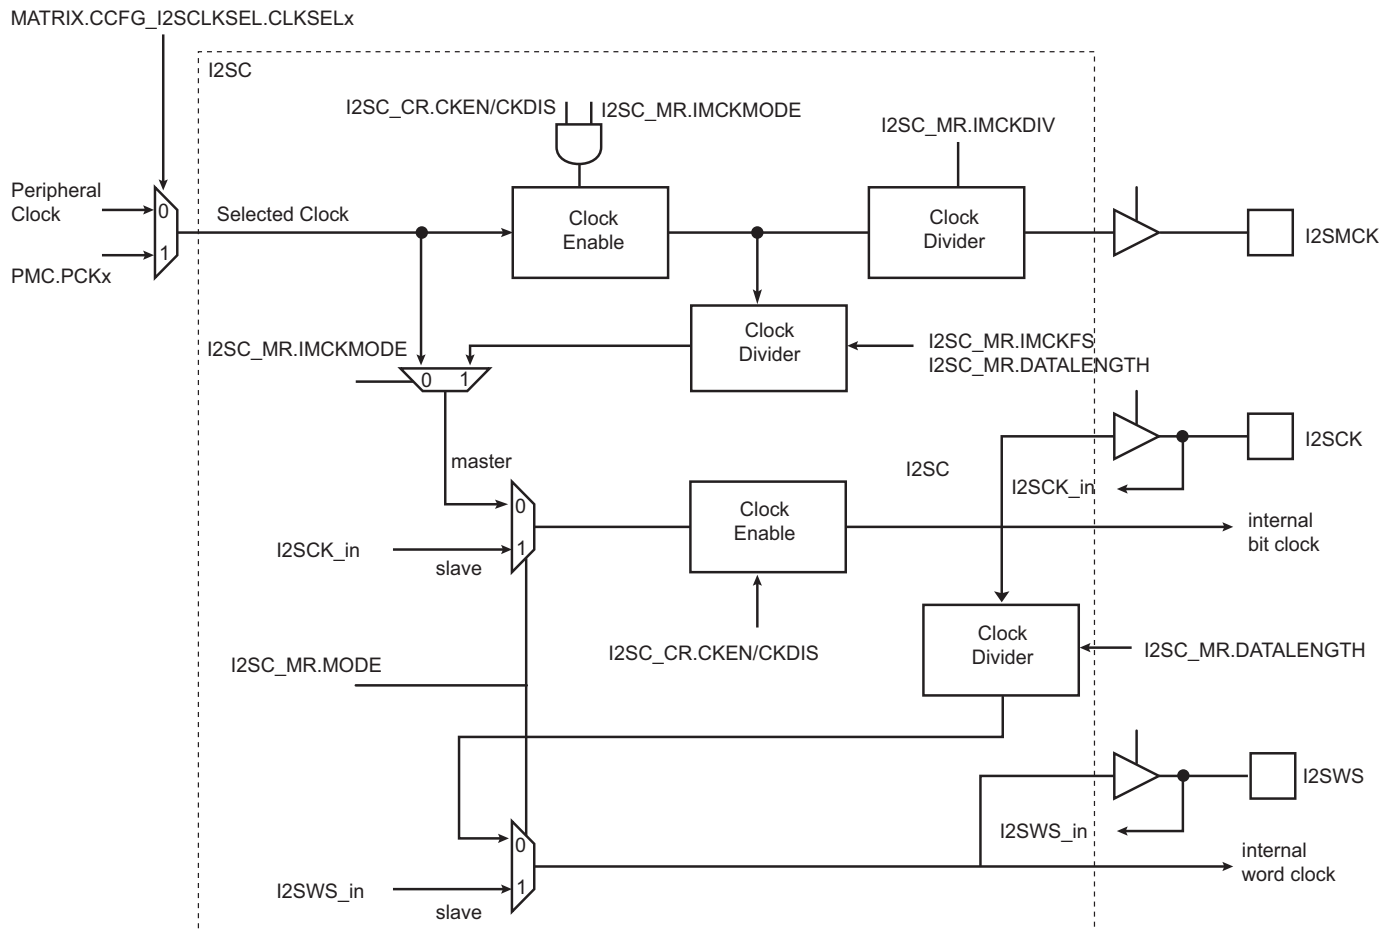 MATRIX.CCFG_I2SCLKSEL.CLKSELx
I2SC
I2SC_CR.CKEN/CKDIS
I2SC_MR.IMCKMODE
I2SC_MR.IMCKDIV
Peripheral
Clock
0
1
PMC.PCKx
Selected Clock
Clock
Enable
Clock
Divider
I2SMCK
I2SC_MR.IMCKMODE
0 1
Clock
Divider
I2SC_MR.IMCKFS
I2SC_MR.DATALENGTH
master
I2SC
I2SCK
I2SCK_in
0
1
I2SCK_in
slave
Clock
Enable
internal
bit clock
I2SC_CR.CKEN/CKDIS
I2SC_MR.MODE
Clock
Divider
I2SC_MR.DATALENGTH
I2SWS
I2SWS_in
0
1
I2SWS_in
slave
internal
word clock